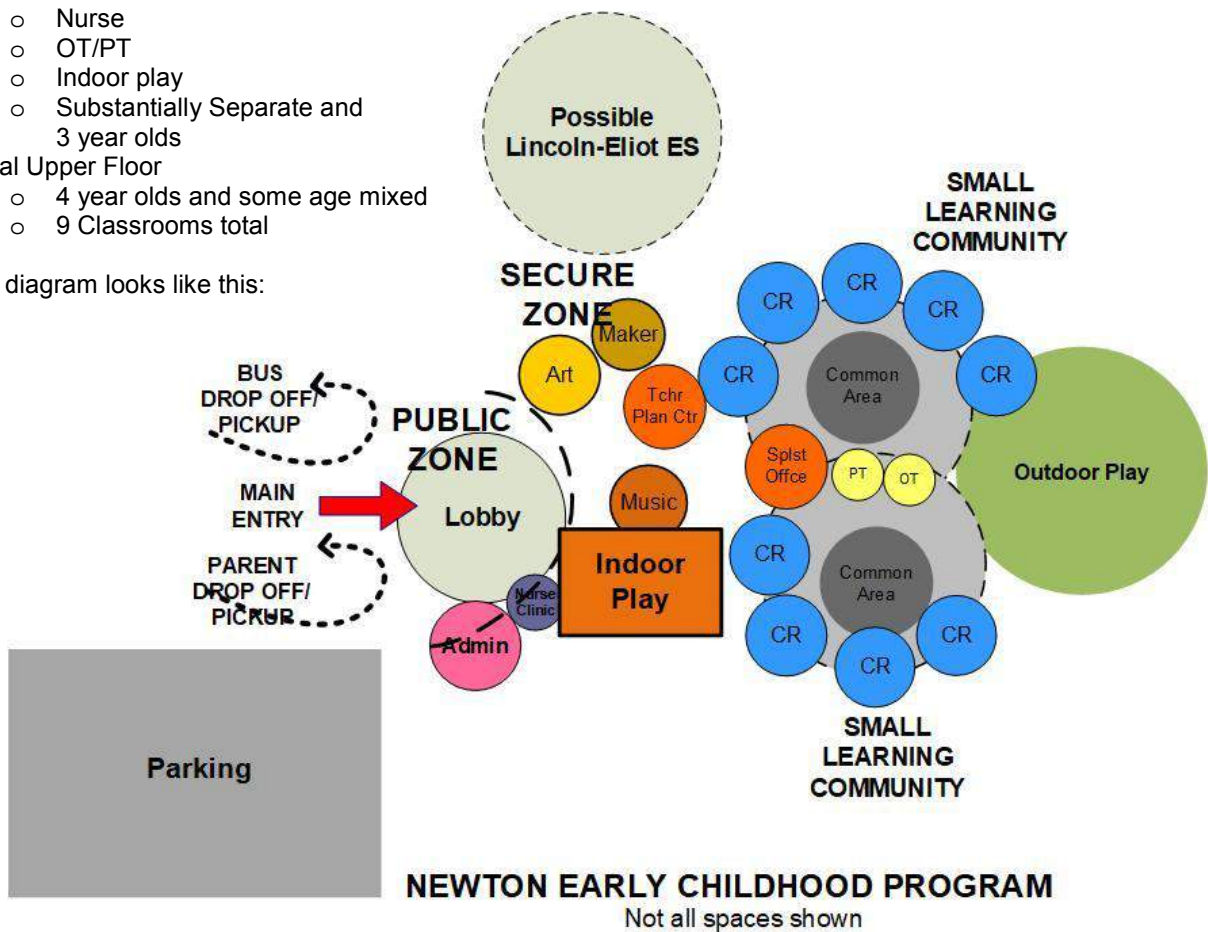 o Nurse
o OT/PT
o Indoor play
o Substantially Separate and
3 year olds
al Upper Floor
o 4 year olds and some age mixed
o 9 Classrooms total
diagram looks like this:
Possible
Lincoln-Eliot ES
SMALL
LEARNING
COMMUNITY
SECURE
ZONE
Maker
Art
Tchr
Plan Ctr
CR
CR
CR
CR
CR
Common
Area
BUS
DROP OFF/
PICKUP
PUBLIC
ZONE
MAIN
ENTRY
Lobby
Music
Splst
Offce
PT
OT
Outdoor Play
PARENT
DROP OFF/
PICKUP
Nurse
Clinic
Indoor
Play
Admin
CR
CR
CR
CR
Common
Area
SMALL
LEARNING
COMMUNITY
Parking
NEWTON EARLY CHILDHOOD PROGRAM
Not all spaces shown